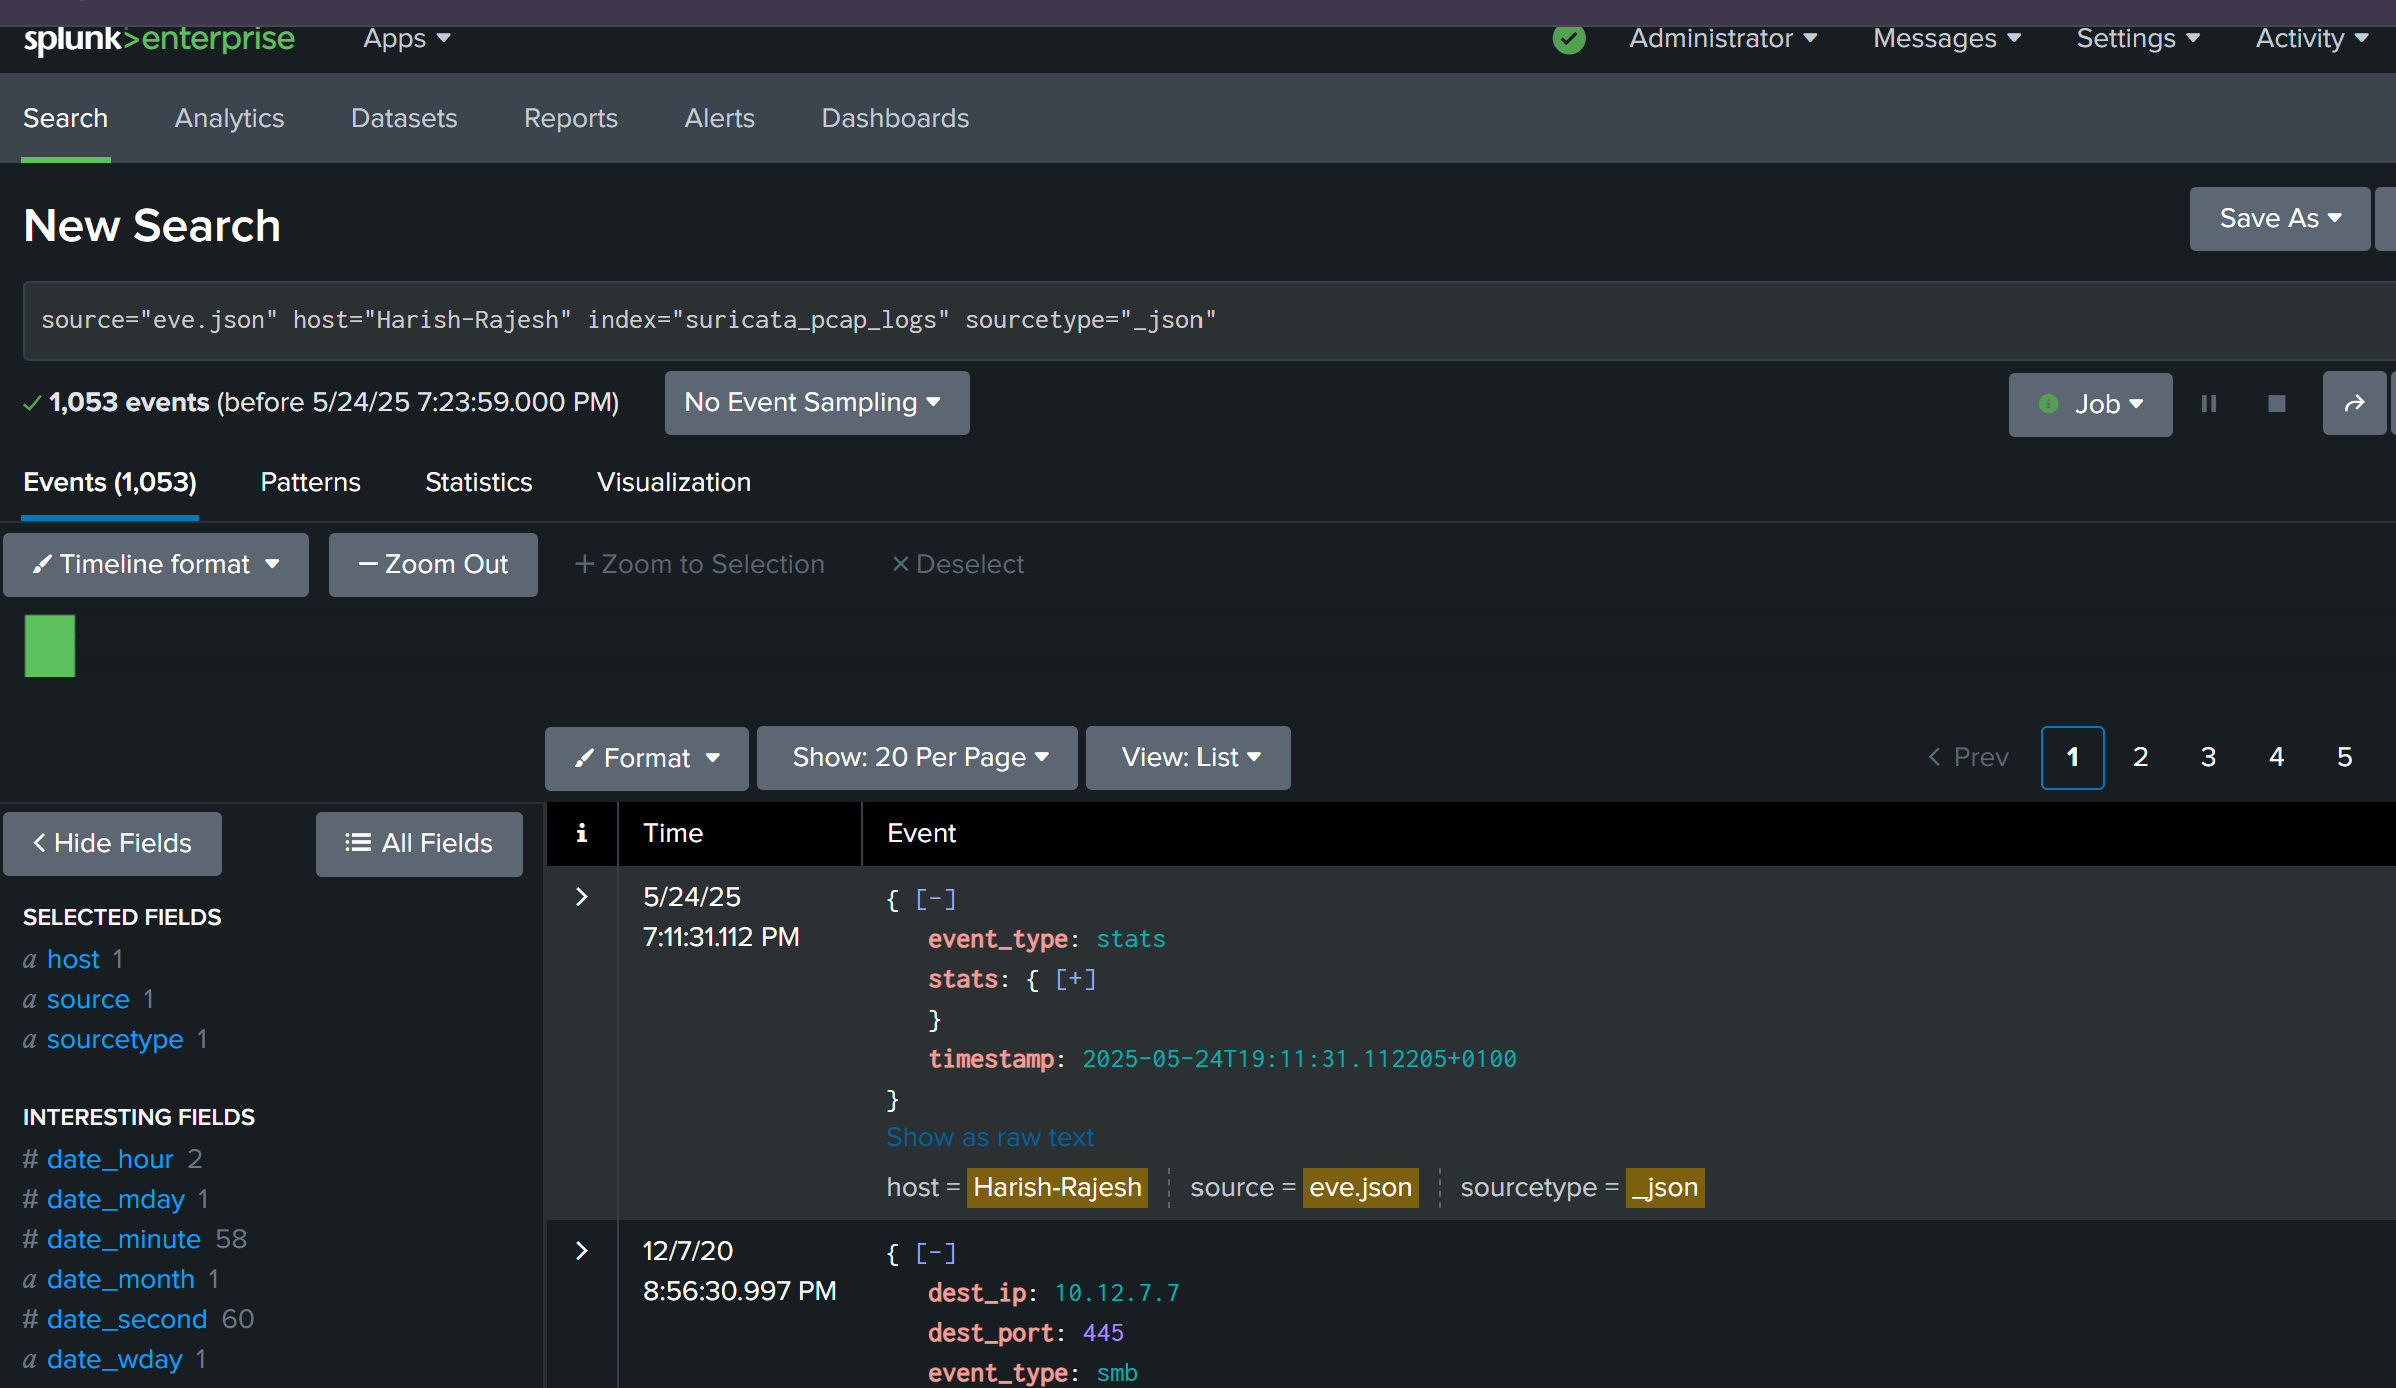 splunk>enterprise Apps Administrator Messages Settings Activity
Search Analytics Datasets Reports Alerts Dashboards
New Search
Save As
source="eve.json" host="Harish-Rajesh" index="suricata_pcap_logs" sourcetype="_json"
1,053 events (before 5/24/25 7:23:59.000 PM) No Event Sampling Job
Events (1,053) Patterns Statistics Visualization
Timeline format — Zoom Out + Zoom to Selection × Deselect
Format Show: 20 Per Page View: List < Prev 1 2 3 4 5
< Hide Fields All Fields
i Time Event
SELECTED FIELDS
a host 1
a source 1
a sourcetype 1
INTERESTING FIELDS
# date_hour 2
# date_mday 1
# date_minute 58
a date_month 1
# date_second 60
a date_wday 1
> 5/24/25 { [-]
7:11:31.112 PM event_type: stats
stats: { [+]
}
timestamp: 2025-05-24T19:11:31.112205+0100
}
Show as raw text
host = Harish-Rajesh source = eve.json sourcetype = _json
> 12/7/20 { [-]
8:56:30.997 PM dest_ip: 10.12.7.7
dest_port: 445
event_type: smb